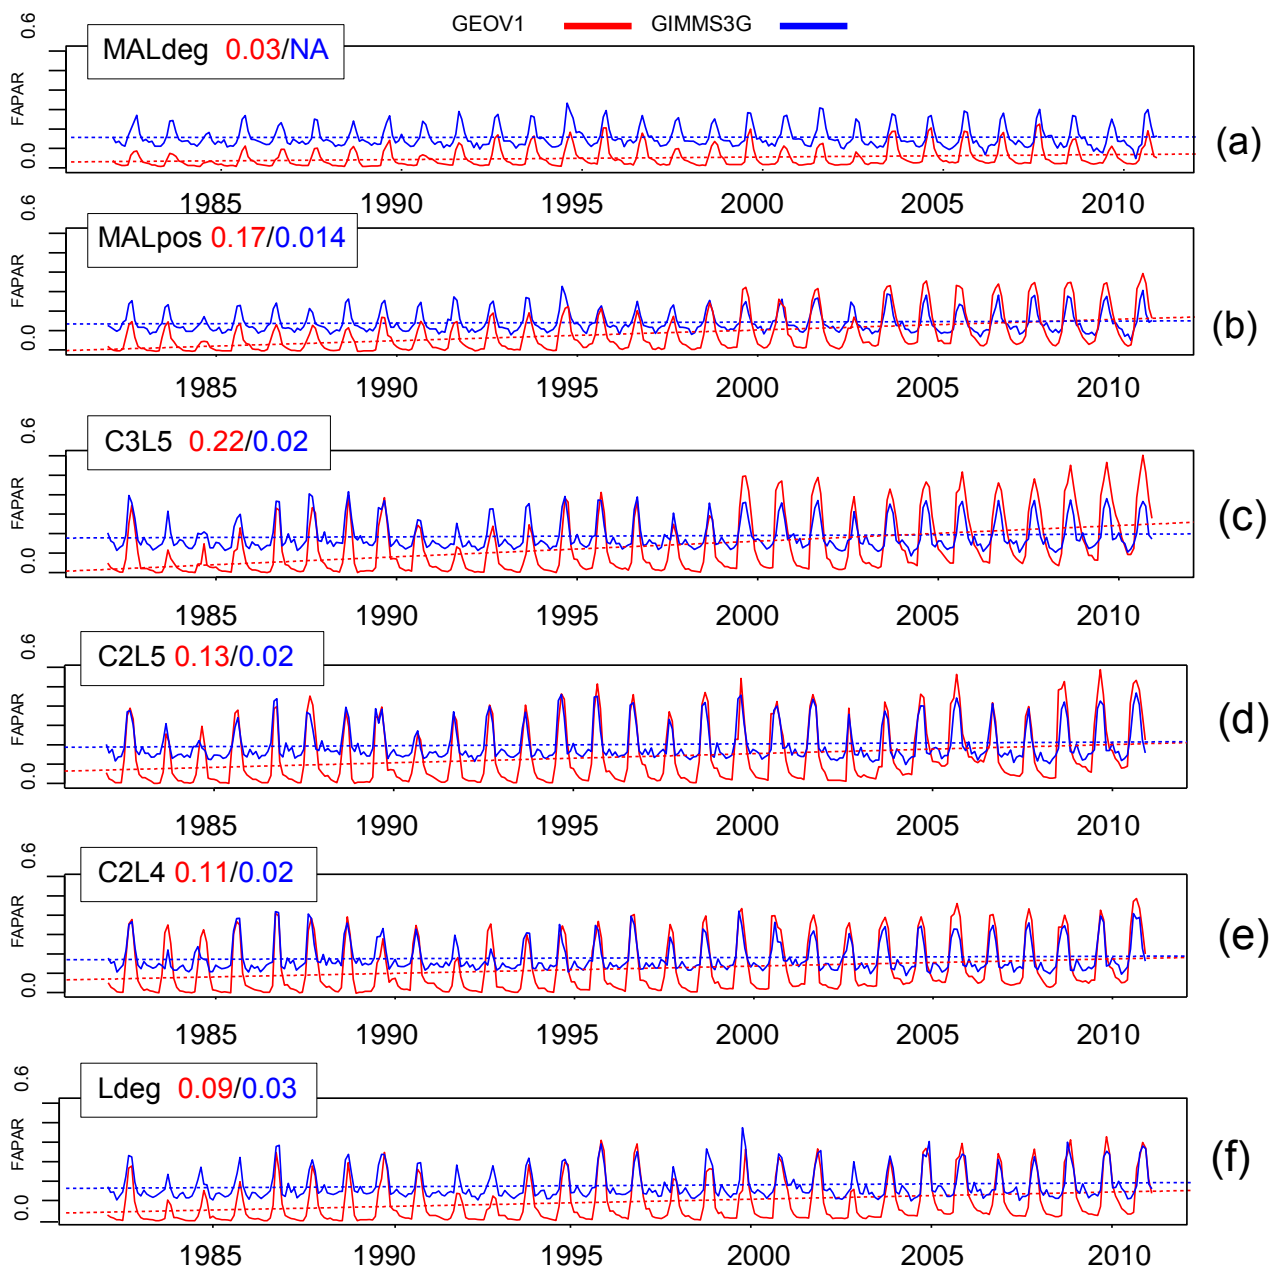 GEOV1 GIMMS3G
0.6
MALdeg 0.03/NA
FAPAR
0.0
(a)
1985 1990 1995 2000 2005 2010
0.6
MALpos 0.17/0.014
FAPAR
0.0
(b)
1985 1990 1995 2000 2005 2010
0.6
C3L5 0.22/0.02
FAPAR
0.0
(c)
1985 1990 1995 2000 2005 2010
0.6
C2L5 0.13/0.02
FAPAR
0.0
(d)
1985 1990 1995 2000 2005 2010
0.6
C2L4 0.11/0.02
FAPAR
0.0
(e)
1985 1990 1995 2000 2005 2010
0.6
Ldeg 0.09/0.03
FAPAR
0.0
(f)
1985 1990 1995 2000 2005 2010